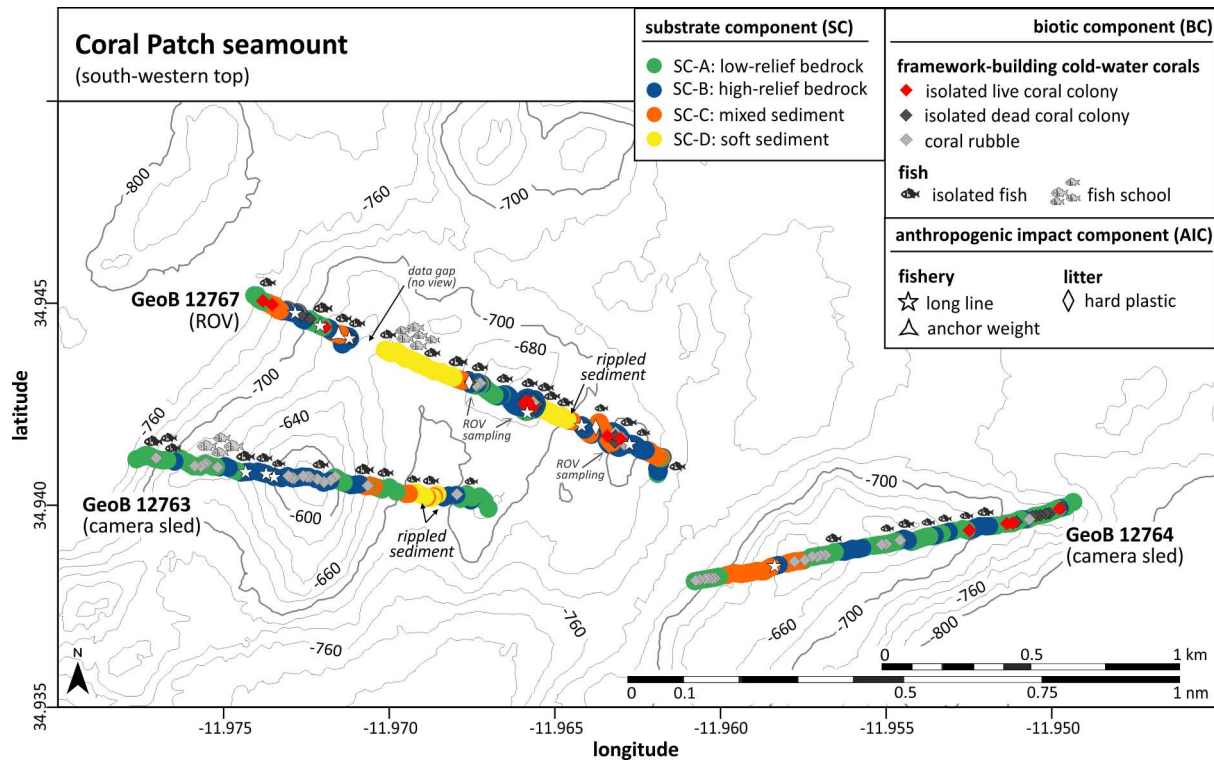 Coral Patch seamount
(south-western top)
substrate component (SC)
SC-A: low-relief bedrock
SC-B: high-relief bedrock
SC-C: mixed sediment
SC-D: soft sediment
biotic component (BC)
framework-building cold-water corals
isolated live coral colony
isolated dead coral colony
coral rubble
fish
isolated fish
fish school
anthropogenic impact component (AIC)
fishery
litter
long line
hard plastic
anchor weight
-800
-760
-700
GeoB 12767
(ROV)
data gap
(no view)
-700
-680
rippled
sediment
-700
-760
-640
ROV
sampling
ROV
sampling
GeoB 12763
(camera sled)
-600
rippled
sediment
-660
-760
-760
-700
GeoB 12764
(camera sled)
-660
-700
-760
-800
N
0
0.5
1 km
0
0.1
0.5
0.75
1 nm
34.945
34.940
34.935
latitude
-11.975
-11.970
-11.965
-11.960
-11.955
-11.950
longitude